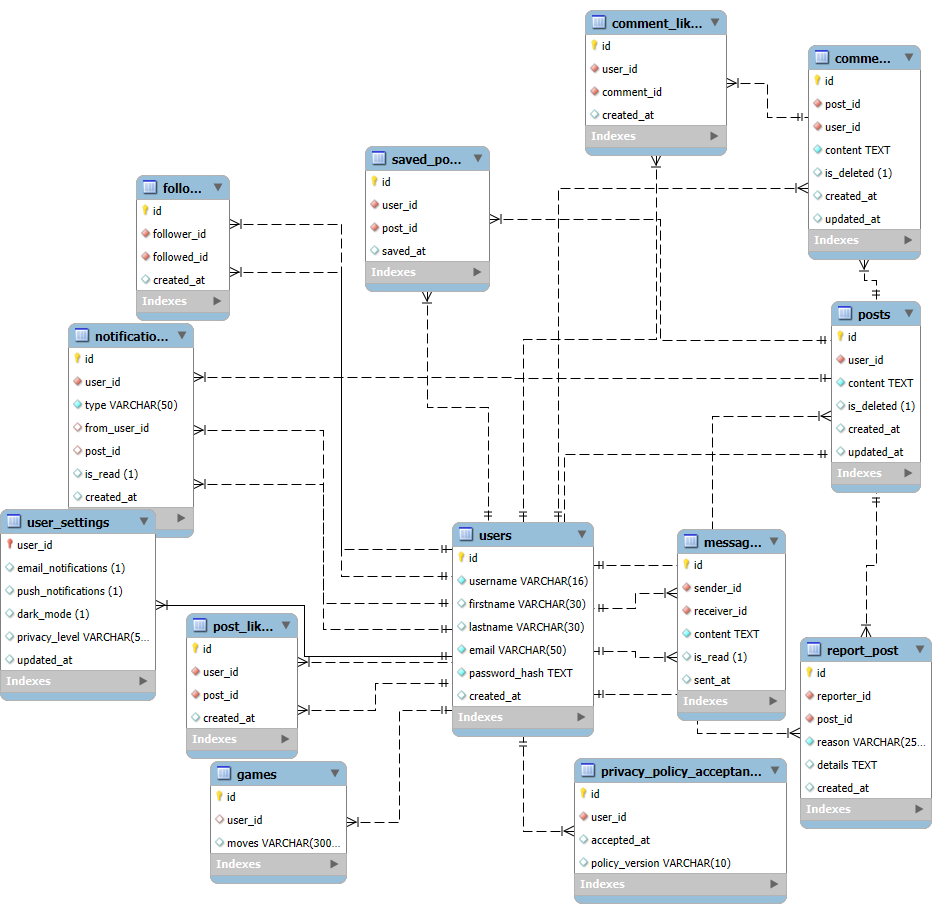 comment_lik...
id
user_id
comment_id
created_at
Indexes
comme...
id
post_id
user_id
content TEXT
is_deleted (1)
created_at
updated_at
Indexes
saved_po...
id
user_id
post_id
saved_at
Indexes
follo...
id
follower_id
followed_id
created_at
Indexes
posts
id
user_id
content TEXT
is_deleted (1)
created_at
updated_at
Indexes
notificatio...
id
user_id
type VARCHAR(50)
from_user_id
post_id
is_read (1)
created_at
user_settings
user_id
email_notifications (1)
push_notifications (1)
dark_mode (1)
privacy_level VARCHAR(5...
updated_at
Indexes
users
id
username VARCHAR(16)
firstname VARCHAR(30)
lastname VARCHAR(30)
email VARCHAR(50)
password_hash TEXT
created_at
Indexes
messag...
id
sender_id
receiver_id
content TEXT
is_read (1)
sent_at
Indexes
post_lik...
id
user_id
post_id
created_at
Indexes
report_post
id
reporter_id
post_id
reason VARCHAR(25...
details TEXT
created_at
Indexes
games
id
user_id
moves VARCHAR(300...
Indexes
privacy_policy_acceptan...
id
user_id
accepted_at
policy_version VARCHAR(10)
Indexes